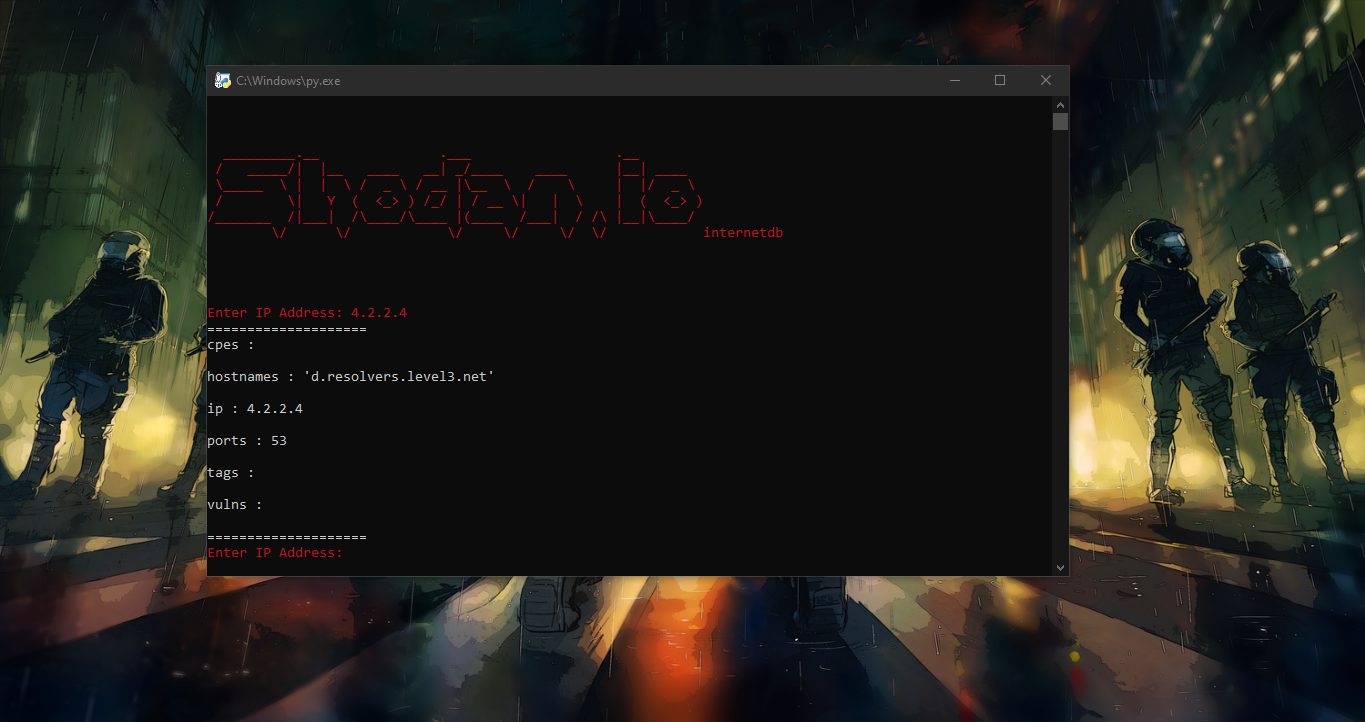 C:\Windows\py.exe
Shodan.io
internetdb
Enter IP Address: 4.2.2.4
====================
cpes :
hostnames : 'd.resolvers.level3.net'
ip : 4.2.2.4
ports : 53
tags :
vulns :
====================
Enter IP Address: